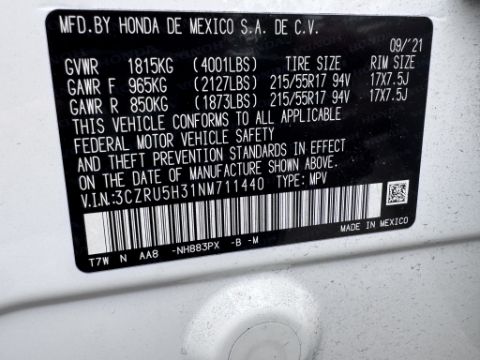 MFD.BY HONDA DE MEXICO S.A. DE C.V.
09/'21
GVWR 1815KG (4001LBS) TIRE SIZE RIM SIZE
GAWR F 965KG (2127LBS) 215/55R17 94V 17X7.5J
GAWR R 850KG (1873LBS) 215/55R17 94V 17X7.5J
THIS VEHICLE CONFORMS TO ALL APPLICABLE
FEDERAL MOTOR VEHICLE SAFETY
AND THEFT PREVENTION STANDARDS IN EFFECT
ON THE DATE OF MANUFACTURE SHOWN ABOVE.
V.I.N.:3CZRU5H31NM711440 TYPE: MPV
T7W N AA8 -NH883PX -B -M
MADE IN MEXICO